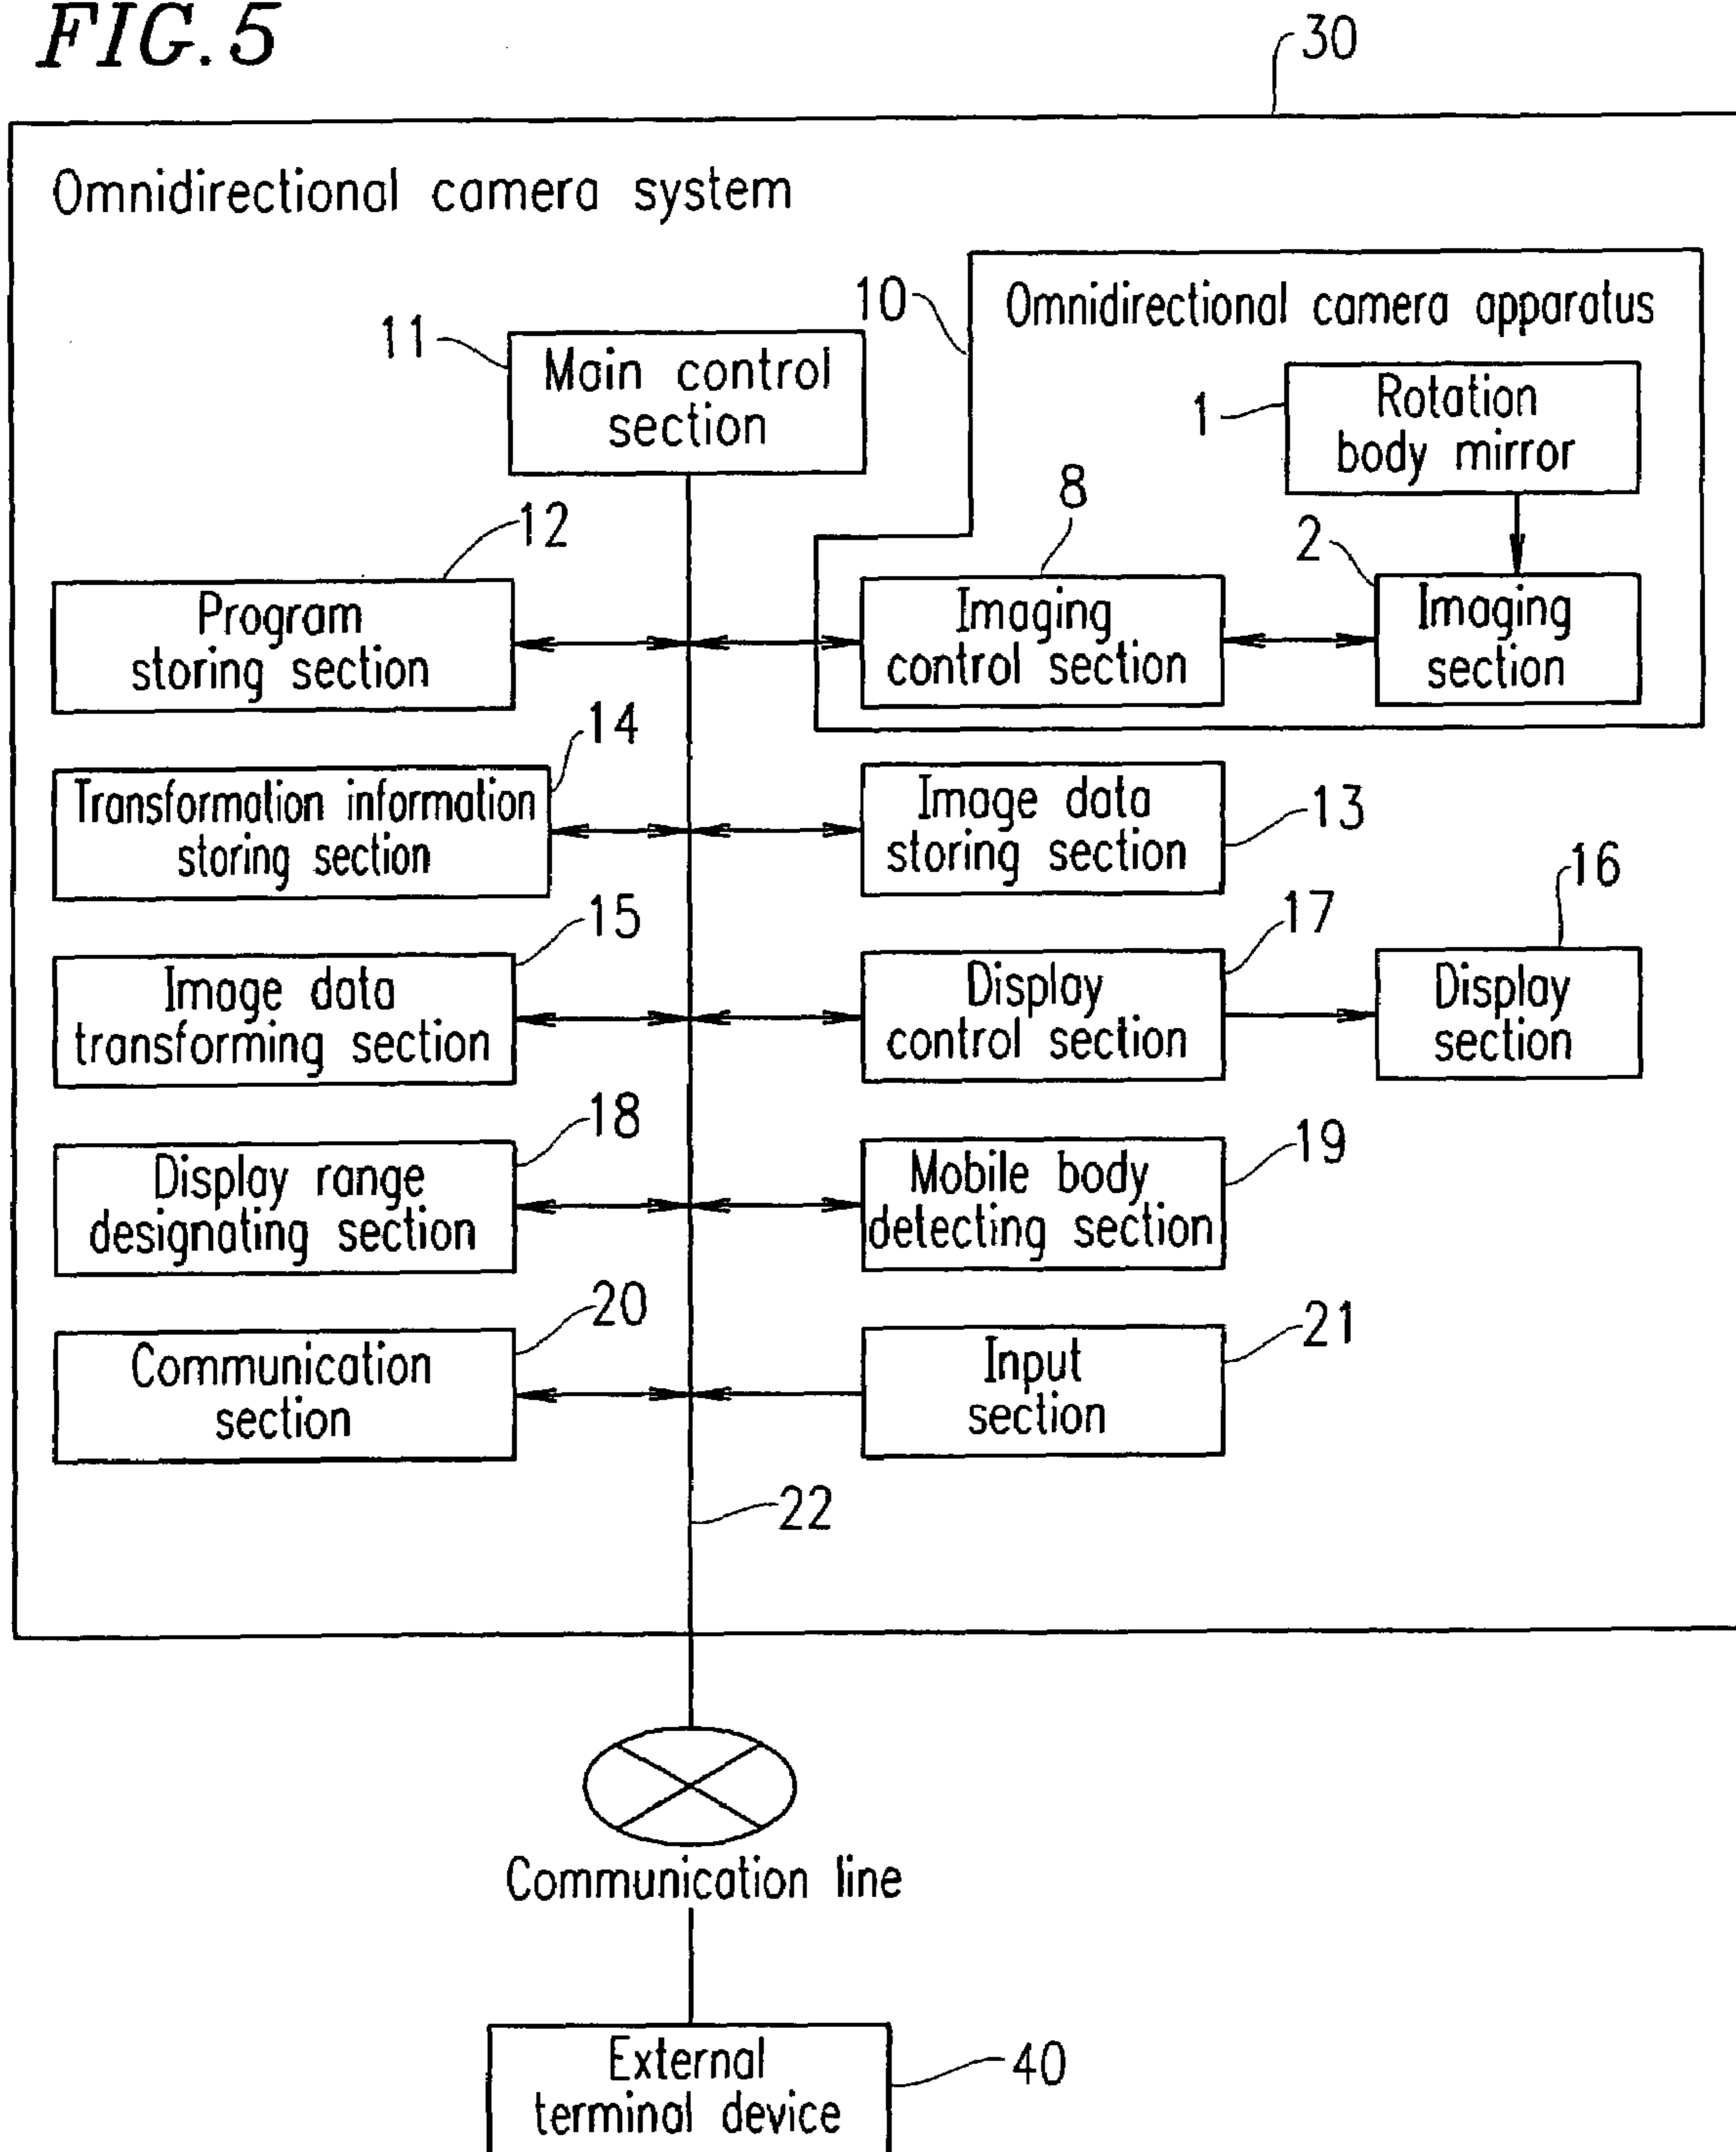 FIG.5
30
Omnidirectional camera system
10
Omnidirectional camera apparatus
11
Main control
section
1
Rotation
body mirror
12
8
2
Program
storing section
Imaging
control section
Imaging
section
14
Transformation information
storing section
Image data
storing section
13
15
Image data
transforming section
17
Display
control section
16
Display
section
18
Display range
designating section
19
Mobile body
detecting section
20
Communication
section
21
Input
section
22
Communication line
External
terminal device
40